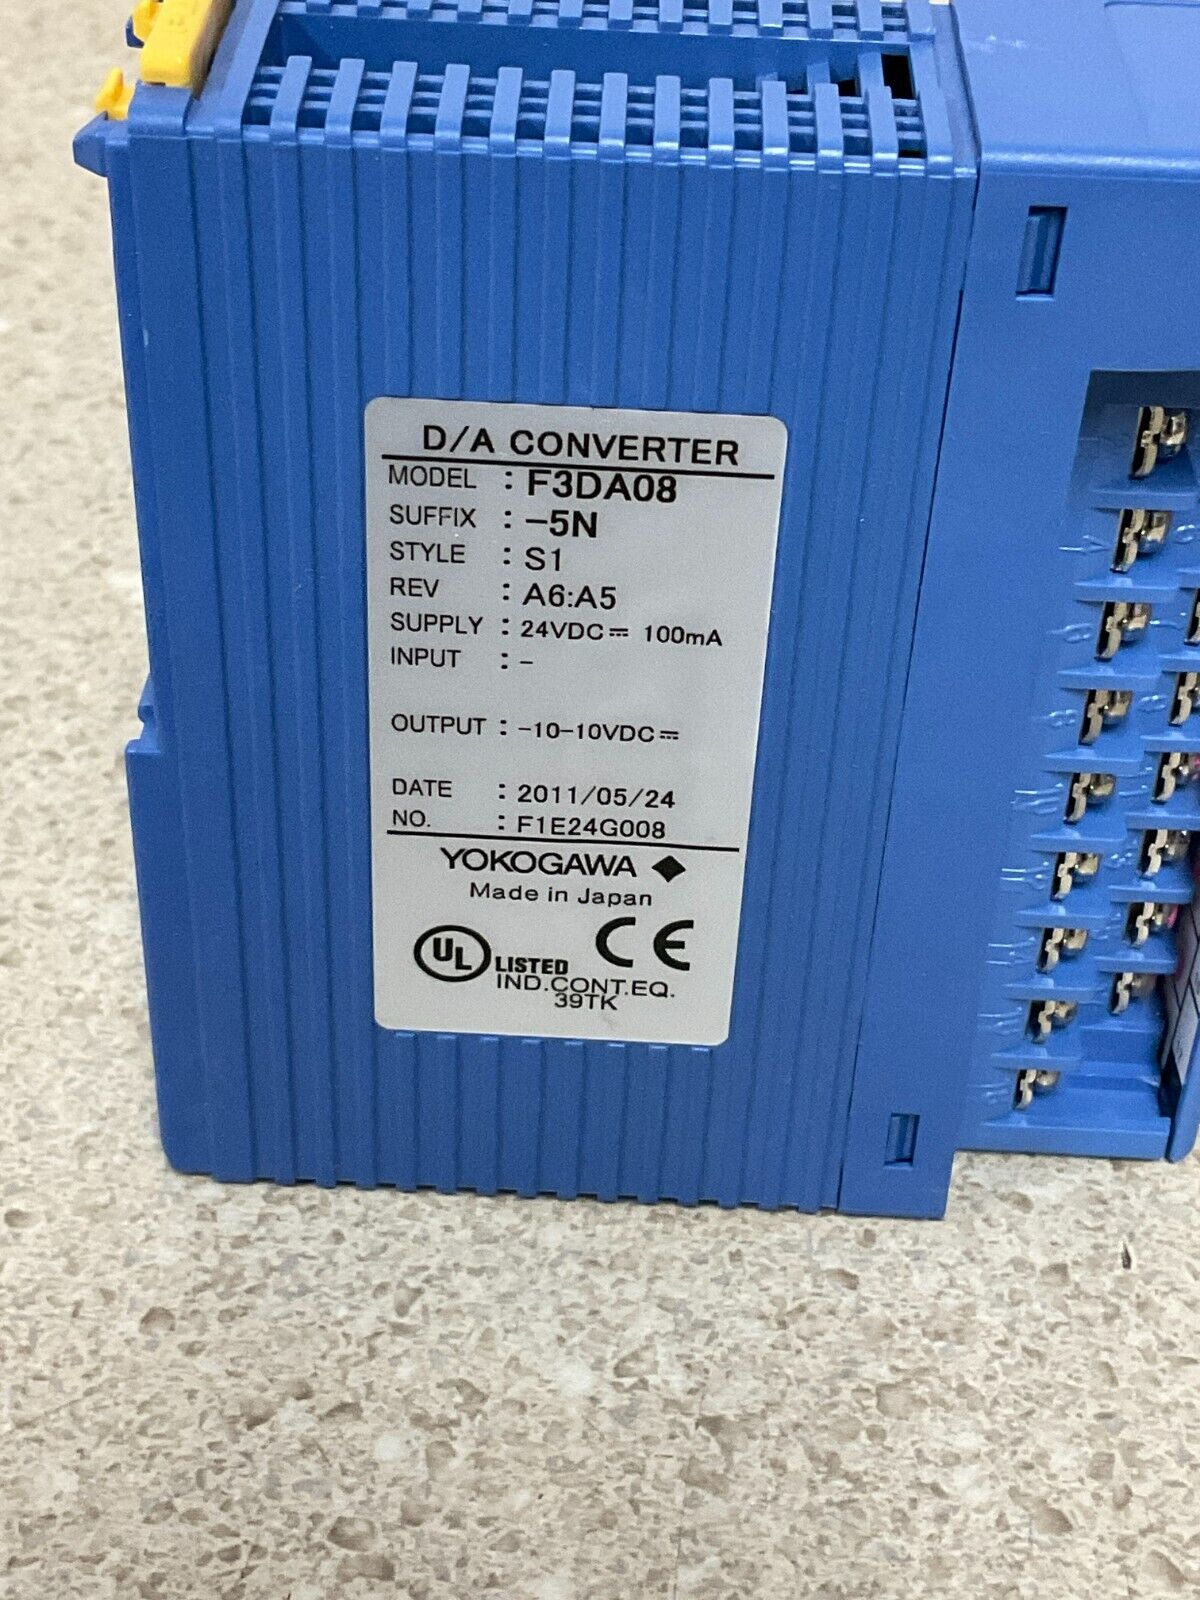 D/A CONVERTER
MODEL : F3DA08
SUFFIX : -5N
STYLE : S1
REV : A6:A5
SUPPLY : 24VDC⎓ 100mA
INPUT : -
OUTPUT : -10-10VDC⎓
DATE : 2011/05/24
NO. : F1E24G008
YOKOGAWA ◆
Made in Japan
UL LISTED CE
IND.CONT.EQ.
39TK